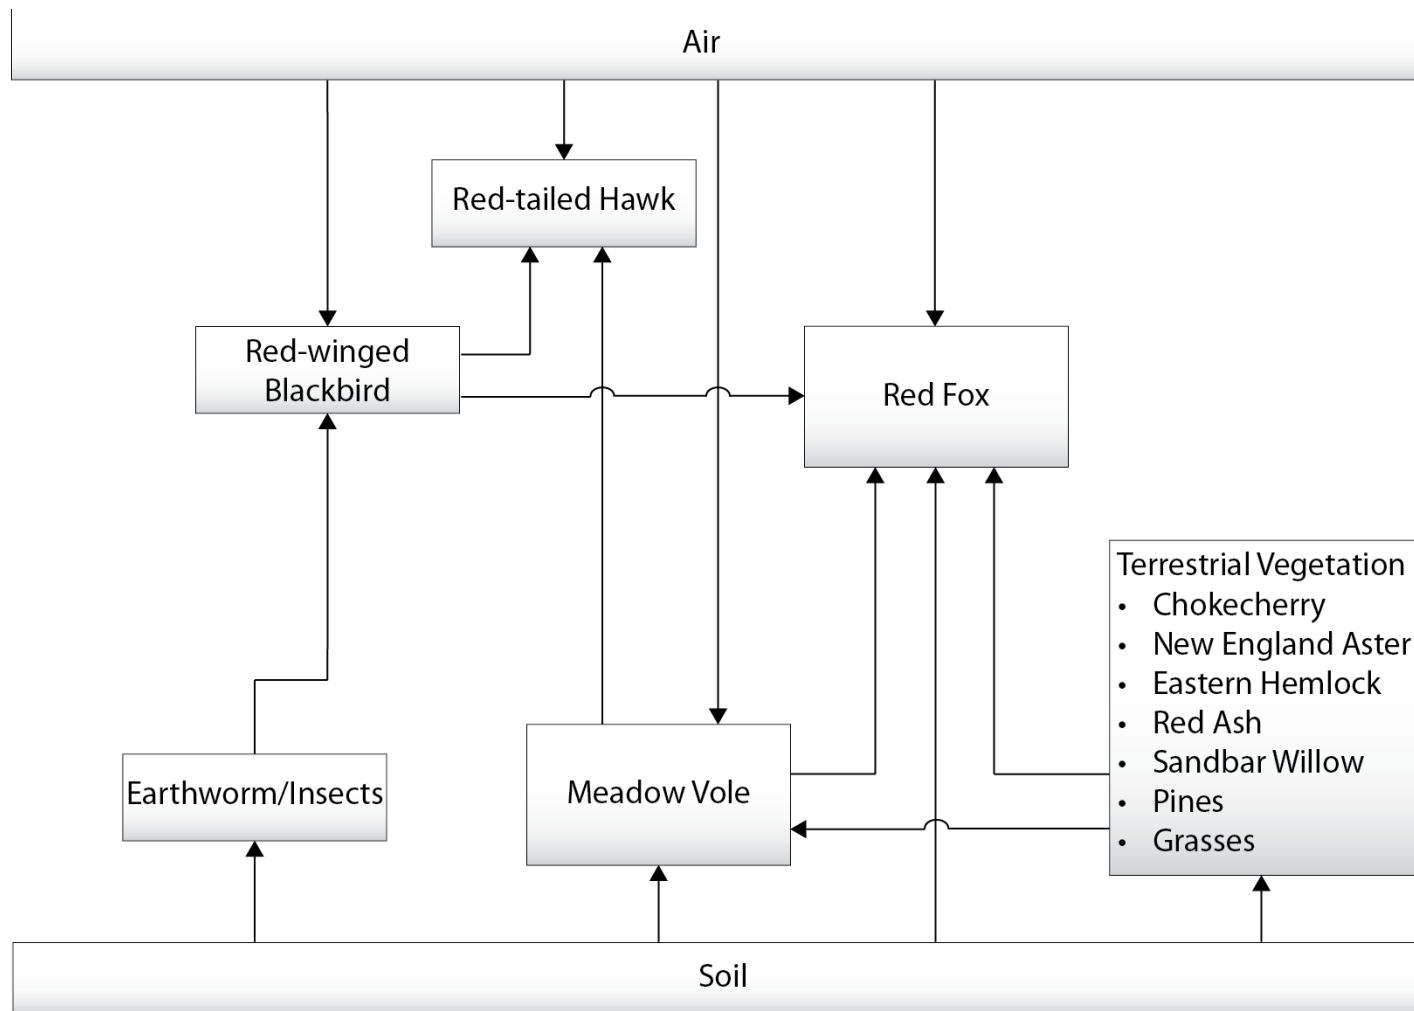 Air
Red-tailed Hawk
Red-winged
Blackbird
Red Fox
Terrestrial Vegetation
• Chokecherry
• New England Aster
• Eastern Hemlock
• Red Ash
• Sandbar Willow
• Pines
• Grasses
Earthworm/Insects
Meadow Vole
Soil